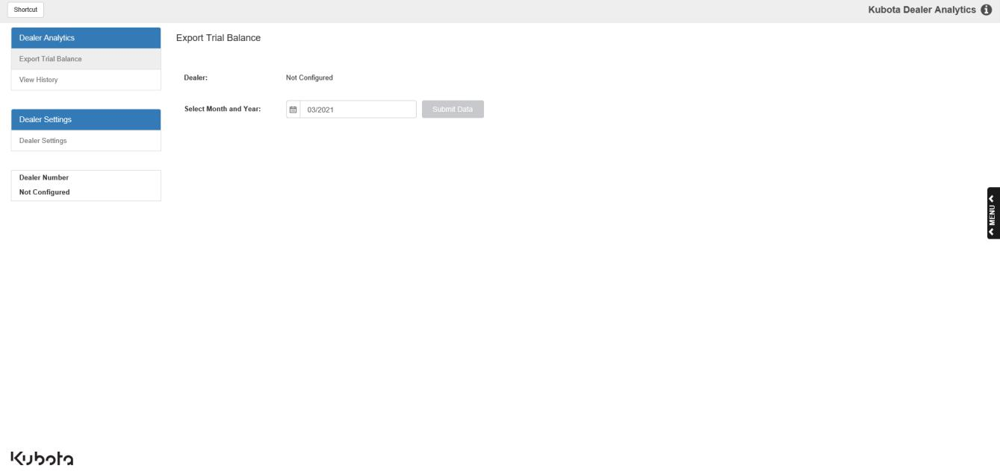 Shortcut
Kubota Dealer Analytics
Dealer Analytics
Export Trial Balance
View History
Dealer Settings
Dealer Settings
Dealer Number
Not Configured
Export Trial Balance
Dealer: Not Configured
Select Month and Year: 03/2021 Submit Data
MENU
Kubota